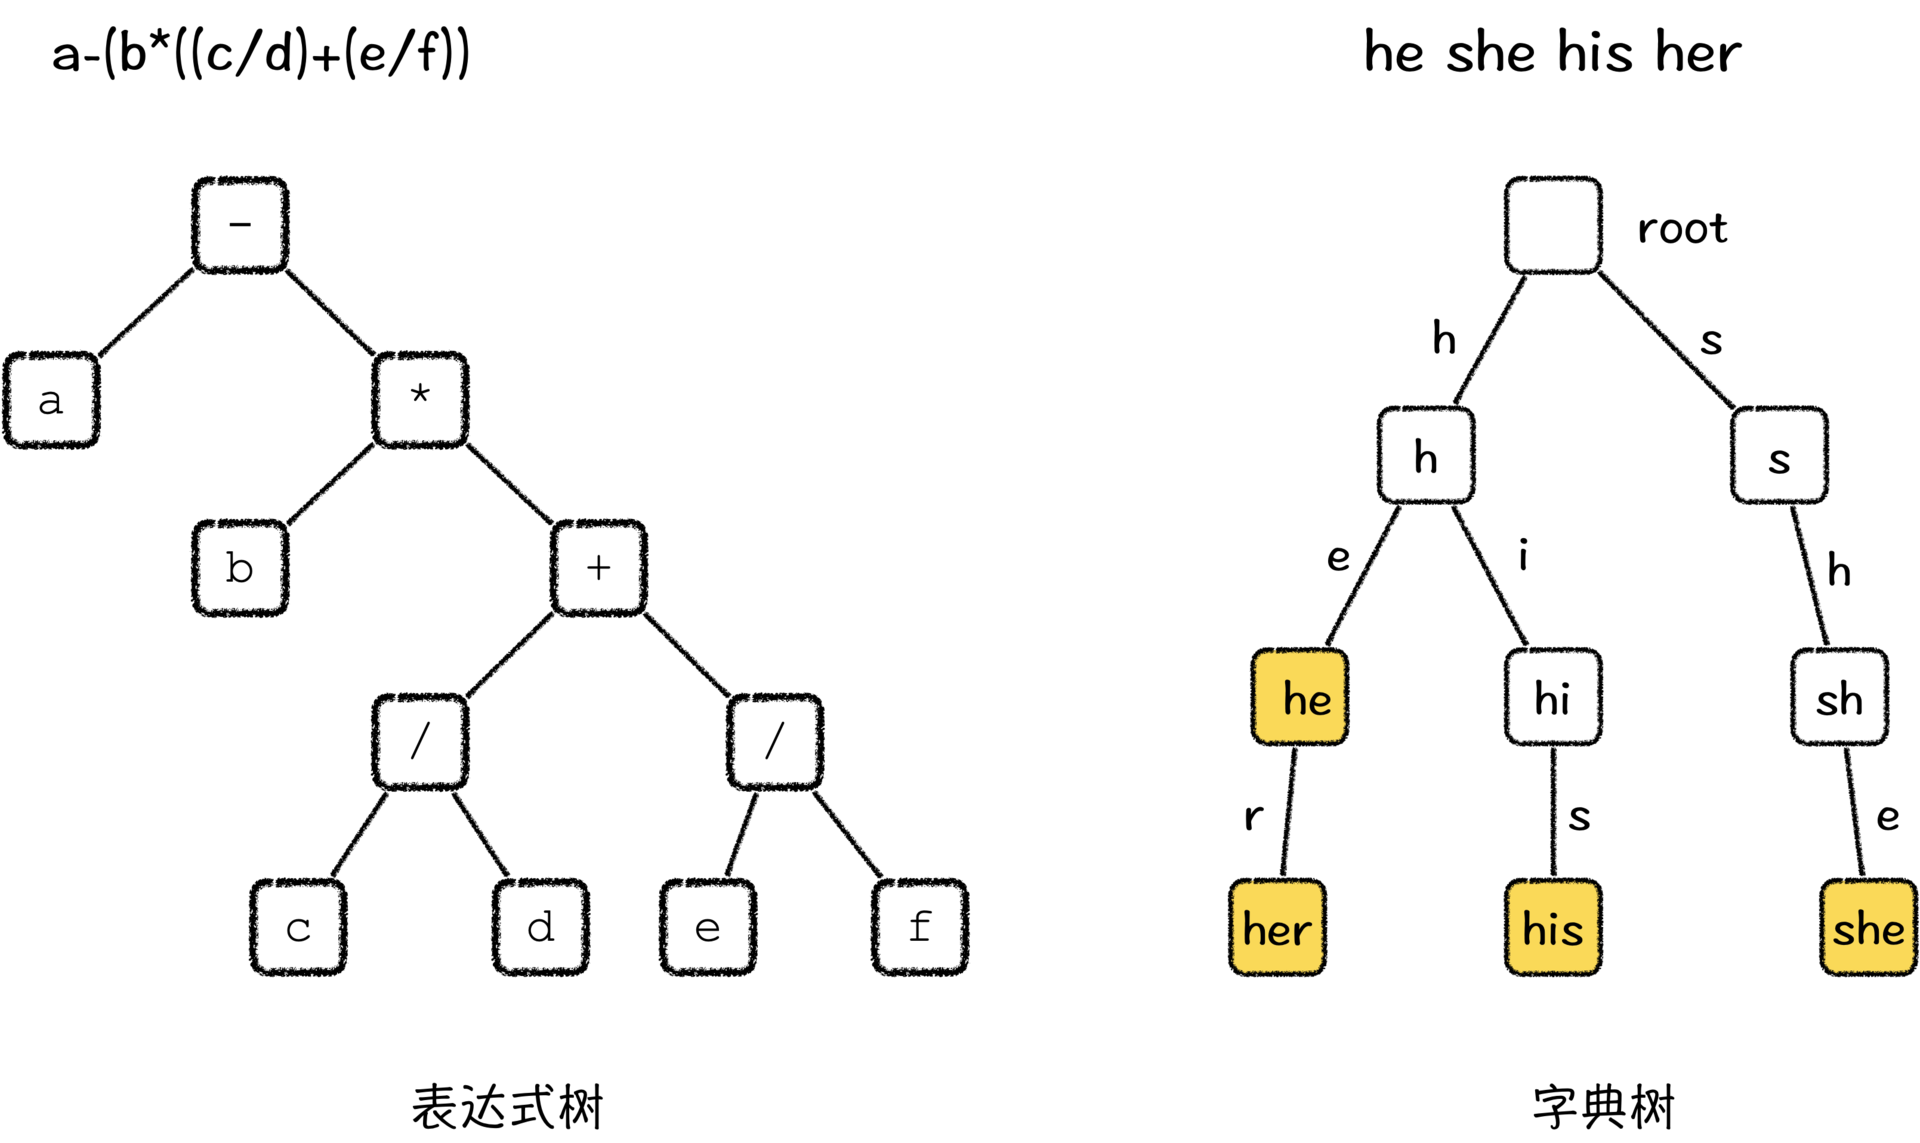 a-(b*((c/d)+(e/f))
he she his her
-
root
h
s
a
*
h
s
e
i
h
b
+
he
hi
sh
/
/
r
s
e
c
d
e
f
her
his
she
表达式树
字典树